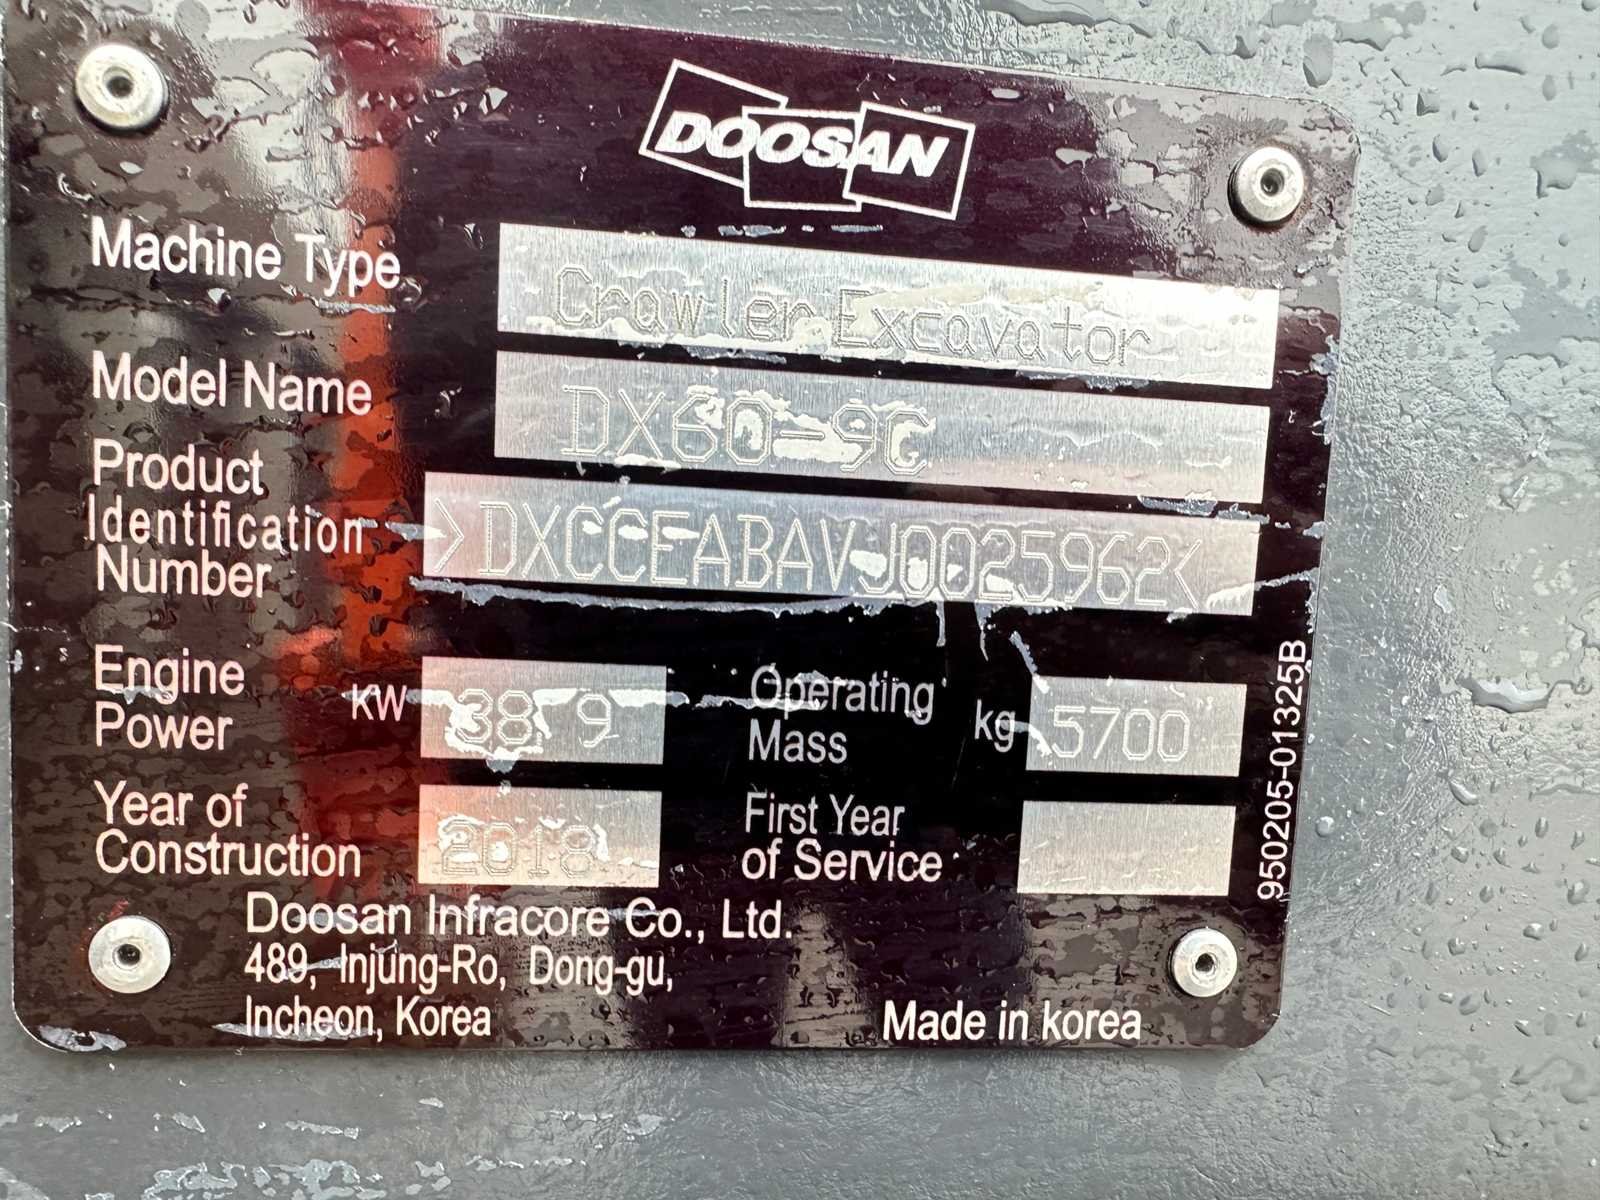 DOOSAN
Machine Type Crawler Excavator
Model Name DX60-9C
Product
Identification >DXCCEABAVJ0025962<
Number
Engine
Power KW 38.9
Operating
Mass kg 5700
Year of
Construction 2018
First Year
of Service
Doosan Infracore Co., Ltd.
489, Injung-Ro, Dong-gu,
Incheon, Korea
Made in korea
950205-01325B